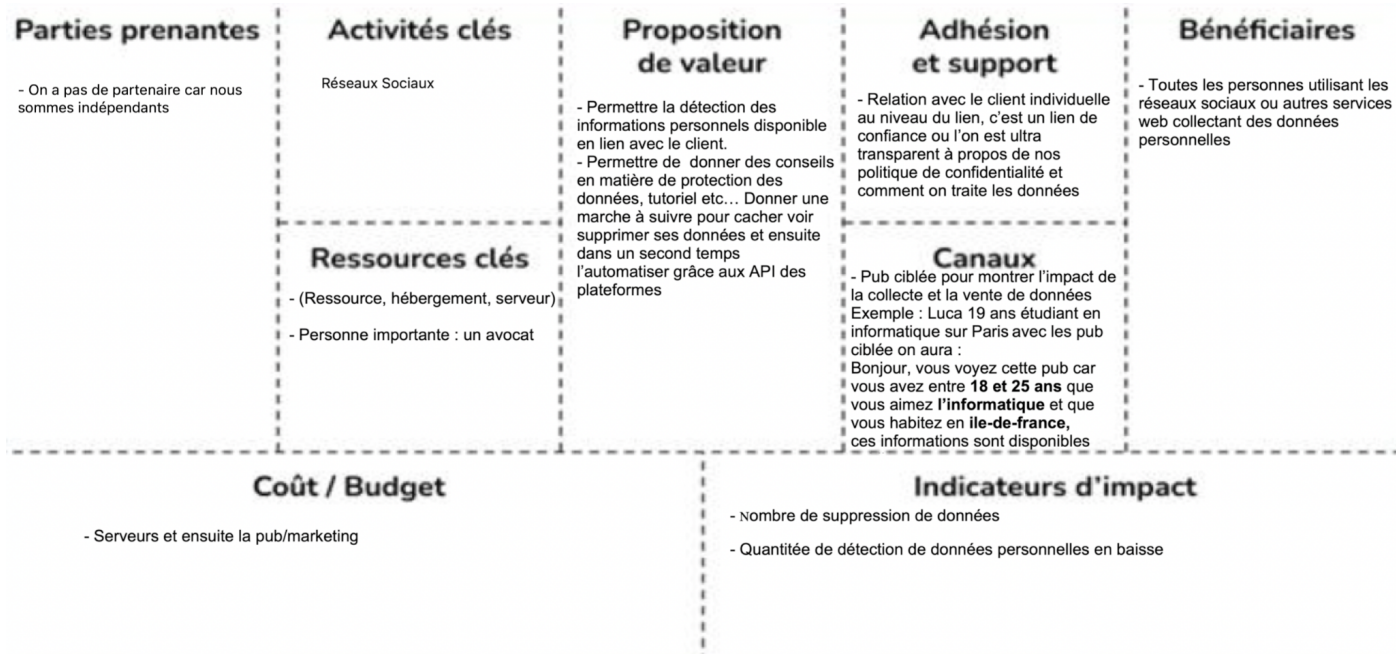 Parties prenantes
- On a pas de partenaire car nous
sommes indépendants
Activités clés
Réseaux Sociaux
Ressources clés
- (Ressource, hébergement, serveur)
- Personne importante : un avocat
Proposition
de valeur
- Permettre la détection des
informations personnels disponible
en lien avec le client.
- Permettre de  donner des conseils
en matière de protection des
données, tutoriel etc… Donner une
marche à suivre pour cacher voir
supprimer ses données et ensuite
dans un second temps
l’automatiser grâce aux API des
plateformes
Adhésion
et support
- Relation avec le client individuelle
au niveau du lien, c’est un lien de
confiance ou l’on est ultra
transparent à propos de nos
politique de confidentialité et
comment on traite les données
Canaux
- Pub ciblée pour montrer l’impact de
la collecte et la vente de données
Exemple : Luca 19 ans étudiant en
informatique sur Paris avec les pub
ciblée on aura :
Bonjour, vous voyez cette pub car
vous avez entre 18 et 25 ans que
vous aimez l’informatique et que
vous habitez en ile-de-france,
ces informations sont disponibles
Bénéficiaires
- Toutes les personnes utilisant les
réseaux sociaux ou autres services
web collectant des données
personnelles
Coût / Budget
- Serveurs et ensuite la pub/marketing
Indicateurs d’impact
- Nombre de suppression de données
- Quantitée de détection de données personnelles en baisse